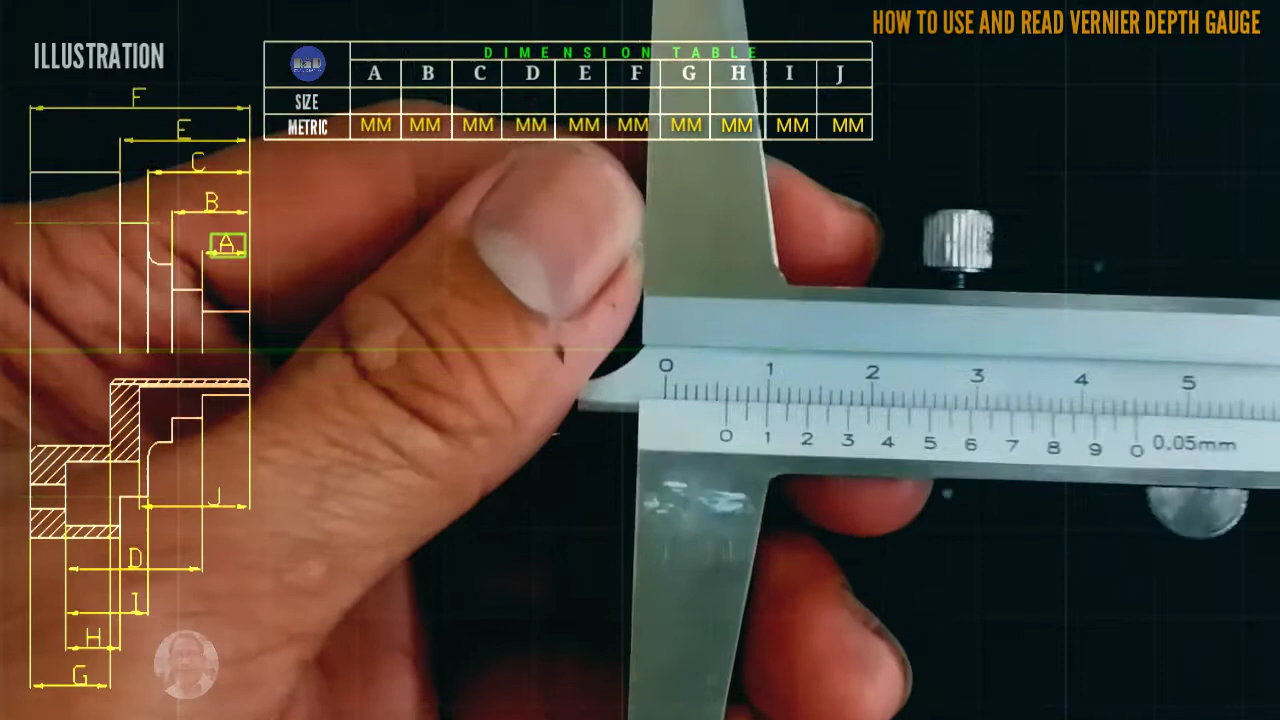 HOW TO USE AND READ VERNIER DEPTH GAUGE
ILLUSTRATION
DIMENSION TABLE
A B C D E F G H I J
SIZE
METRIC MM MM MM MM MM MM MM MM MM MM
F
E
C
B
A
0 1 2 3 4 5
0 1 2 3 4 5 6 7 8 9 0 0.05mm
J
D
1
H
G